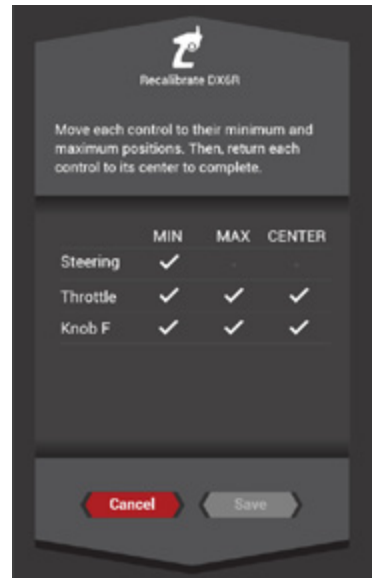 Recalibrate DX6R
Move each control to their minimum and
maximum positions. Then, return each
control to its center to complete.
MIN MAX CENTER
Steering ✓ - -
Throttle ✓ ✓ ✓
Knob F ✓ ✓ ✓
Cancel Save